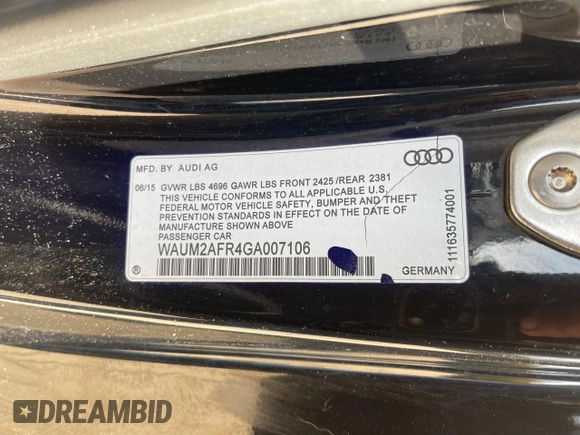 MFD. BY AUDI AG
06/15 GVWR LBS 4696 GAWR LBS FRONT 2425 /REAR 2381
THIS VEHICLE CONFORMS TO ALL APPLICABLE U.S.
FEDERAL MOTOR VEHICLE SAFETY, BUMPER AND THEFT
PREVENTION STANDARDS IN EFFECT ON THE DATE OF
MANUFACTURE SHOWN ABOVE
PASSENGER CAR
WAUM2AFR4GA007106
®
GERMANY
111635774001
DREAMBID